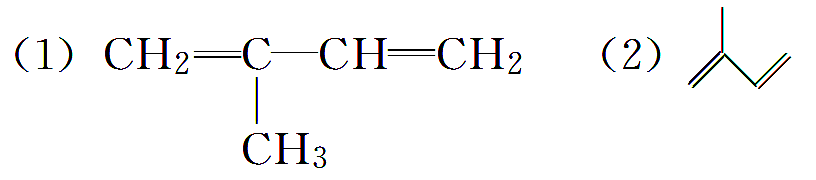 (1) CH₂=C—CH=CH₂ (2)
CH₃